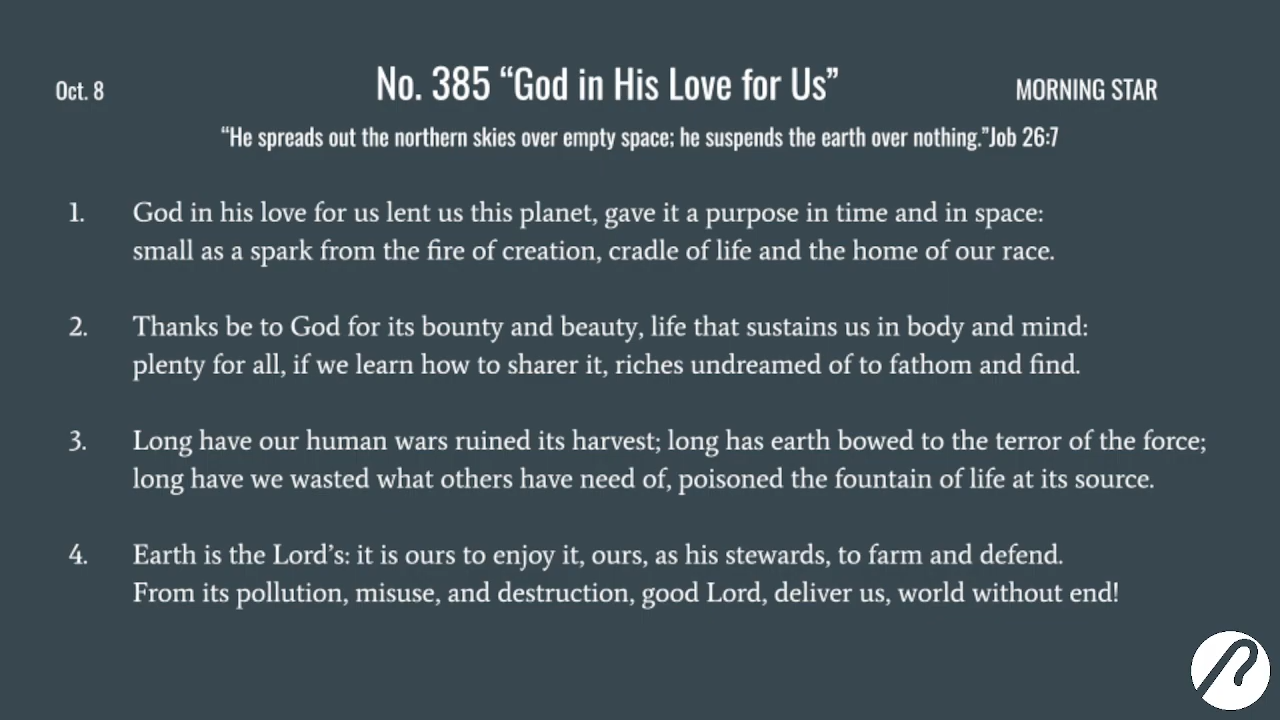 Oct. 8 No. 385 “God in His Love for Us” MORNING STAR
“He spreads out the northern skies over empty space; he suspends the earth over nothing.”Job 26:7
1. God in his love for us lent us this planet, gave it a purpose in time and in space:
small as a spark from the fire of creation, cradle of life and the home of our race.
2. Thanks be to God for its bounty and beauty, life that sustains us in body and mind:
plenty for all, if we learn how to sharer it, riches undreamed of to fathom and find.
3. Long have our human wars ruined its harvest; long has earth bowed to the terror of the force;
long have we wasted what others have need of, poisoned the fountain of life at its source.
4. Earth is the Lord’s: it is ours to enjoy it, ours, as his stewards, to farm and defend.
From its pollution, misuse, and destruction, good Lord, deliver us, world without end!